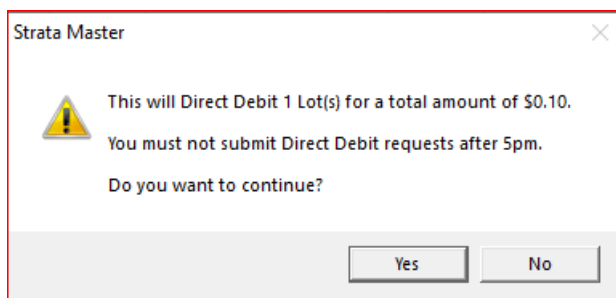 Strata Master
This will Direct Debit 1 Lot(s) for a total amount of $0.10.
You must not submit Direct Debit requests after 5pm.
Do you want to continue?
Yes
No